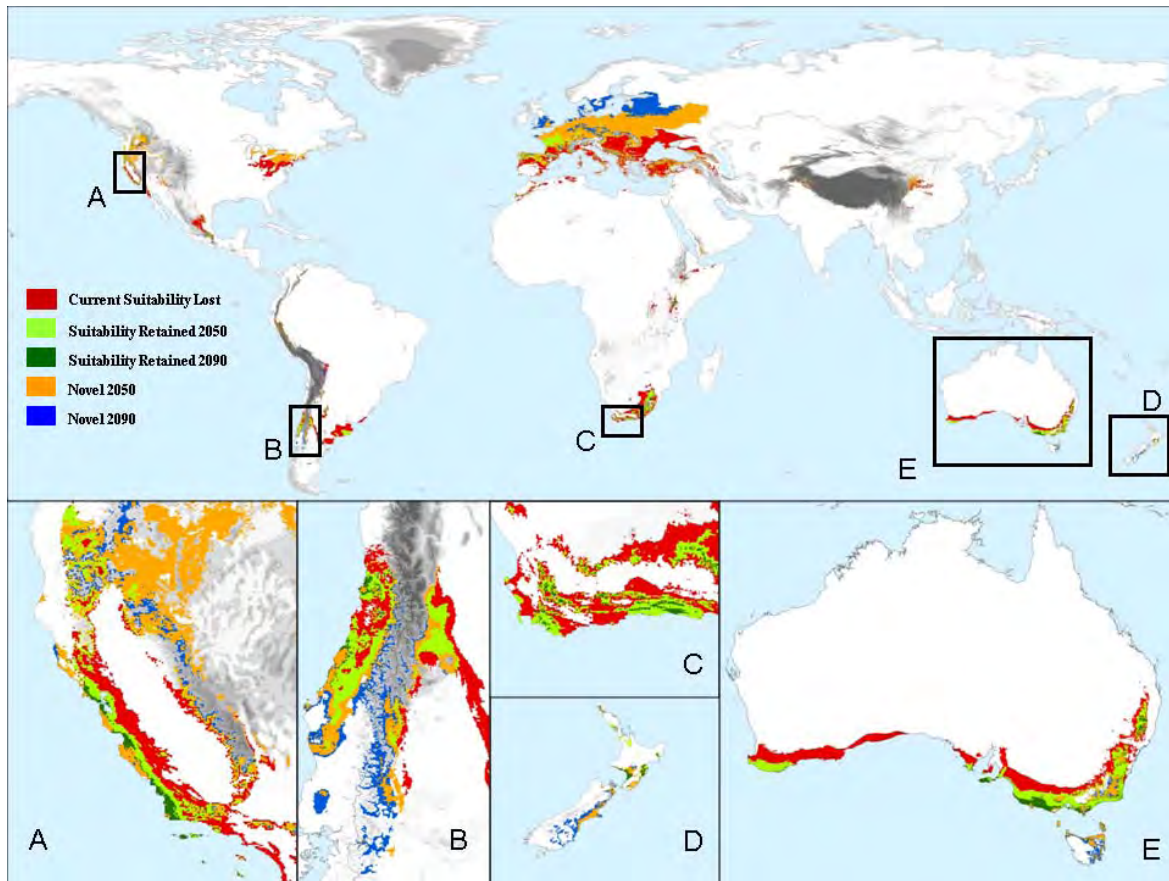 A
B
C
D
E
Current Suitability Lost
Suitability Retained 2050
Suitability Retained 2090
Novel 2050
Novel 2090
A
B
C
D
E